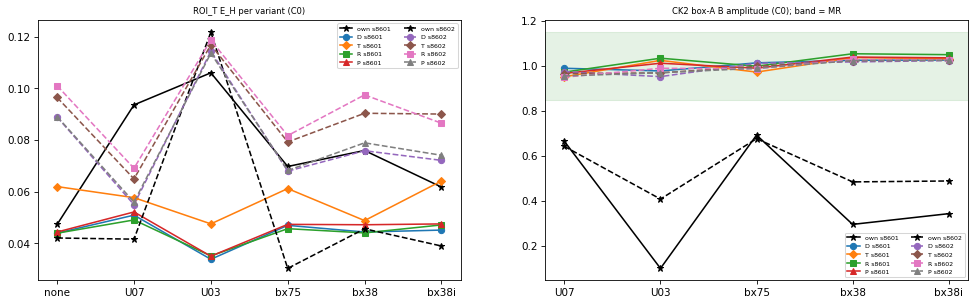 ROI_T E_H per variant (C0)
0.12
0.10
0.08
0.06
0.04
own s8601
D s8601
T s8601
R s8601
P s8601
own s8602
D s8602
T s8602
R s8602
P s8602
none U07 U03 bx75 bx38 bx38i
CK2 box-A B amplitude (C0); band = MR
1.2
1.0
0.8
0.6
0.4
0.2
own s8601
D s8601
T s8601
R s8601
P s8601
own s8602
D s8602
T s8602
R s8602
P s8602
U07 U03 bx75 bx38 bx38i